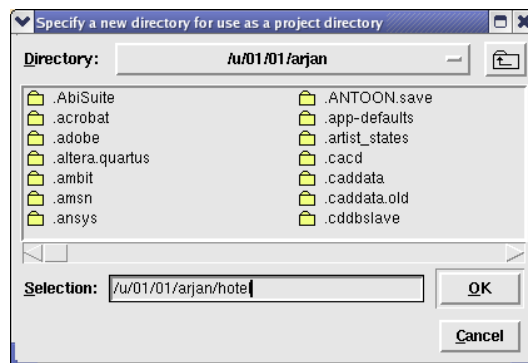 Specify a new directory for use as a project directory
Directory: /u/01/01/arjan
.AbiSuite .ANTOON.save
.acrobat .app-defaults
.adobe .artist_states
.altera.quartus .cacd
.ambit .caddata
.amsn .caddata.old
.ansys .cddbslave
Selection: /u/01/01/arjan/hotel OK
Cancel